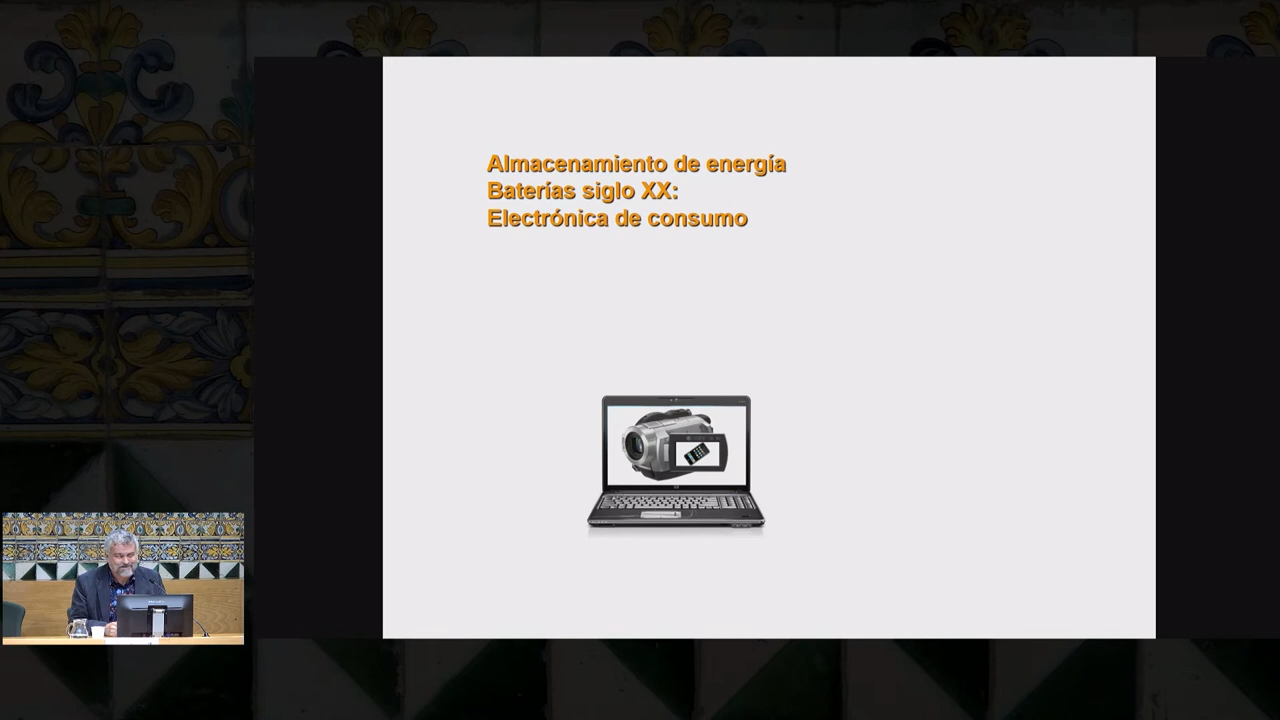 Almacenamiento de energía
Baterías siglo XX:
Electrónica de consumo